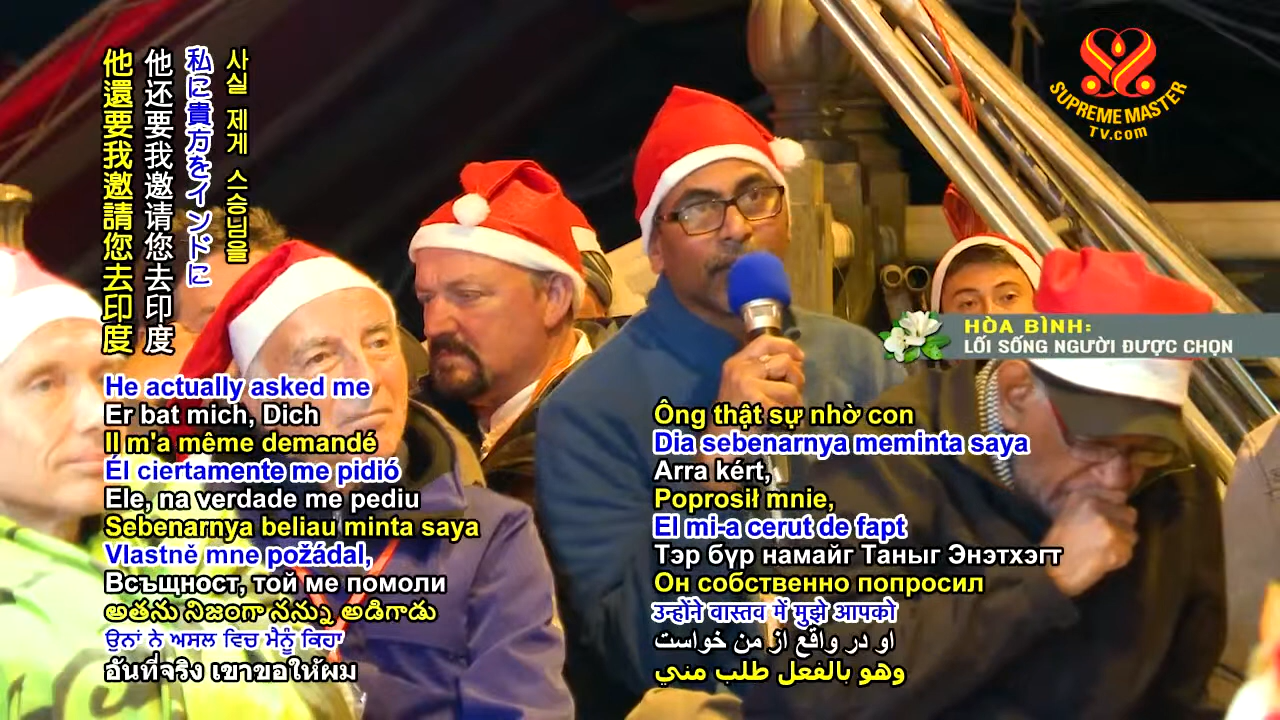 사실 제게 스승님을
私に貴方をインドに
他还要我邀请您去印度
他還要我邀請您去印度
SUPREME MASTER
TV.com
HÒA BÌNH:
LỐI SỐNG NGƯỜI ĐƯỢC CHỌN
He actually asked me
Er bat mich, Dich
Il m'a même demandé
Él ciertamente me pidió
Ele, na verdade me pediu
Sebenarnya beliau minta saya
Vlastně mne požádal,
Всъщност, той ме помоли
అతను నిజంగా నన్ను అడిగాడు
ਉਨਾਂ ਨੇ ਅਸਲ ਵਿਚ ਮੈਨੂੰ ਕਿਹਾ
อันที่จริง เขาขอให้ผม
Ông thật sự nhờ con
Dia sebenarnya meminta saya
Arra kért,
Poprosił mnie,
El mi-a cerut de fapt
Тэр бүр намайг Таныг Энэтхэгт
Он собственно попросил
उन्होंने वास्तव में मुझे आपको
او در واقع از من خواست
وهو بالفعل طلب مني